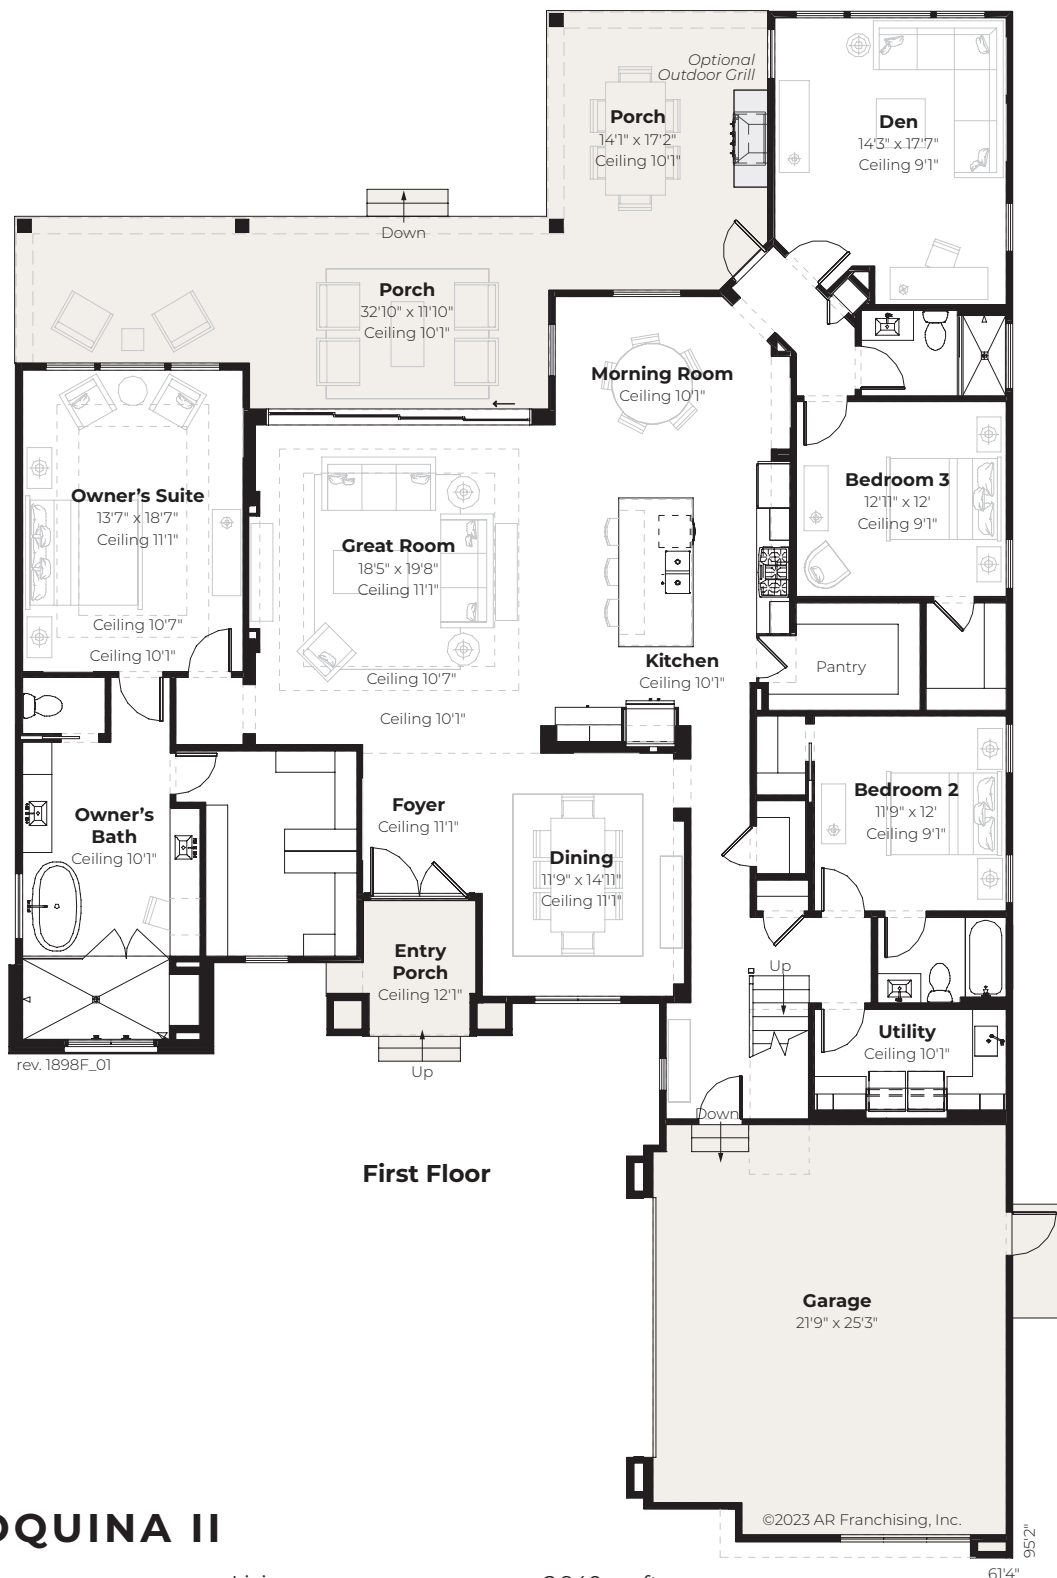 Optional
Outdoor Grill
Porch
14'1" x 17'2"
Ceiling 10'1"
Den
14'3" x 17'7"
Ceiling 9'1"
Down
Porch
32'10" x 11'10"
Ceiling 10'1"
Morning Room
Ceiling 10'1"
Owner's Suite
13'7" x 18'7"
Ceiling 11'1"
Ceiling 10'7"
Ceiling 10'1"
Great Room
18'5" x 19'8"
Ceiling 11'1"
Ceiling 10'7"
Ceiling 10'1"
Bedroom 3
12'11" x 12'
Ceiling 9'1"
Kitchen
Ceiling 10'1"
Pantry
Owner's
Bath
Ceiling 10'1"
Foyer
Ceiling 11'1"
Dining
11'9" x 14'11"
Ceiling 11'1"
Bedroom 2
11'9" x 12'
Ceiling 9'1"
Entry
Porch
Ceiling 12'1"
Up
Up
Utility
Ceiling 10'1"
rev. 1898F_01
Down
First Floor
Garage
21'9" x 25'3"
©2023 AR Franchising, Inc.
95'2"
61'4"
OQUINA II